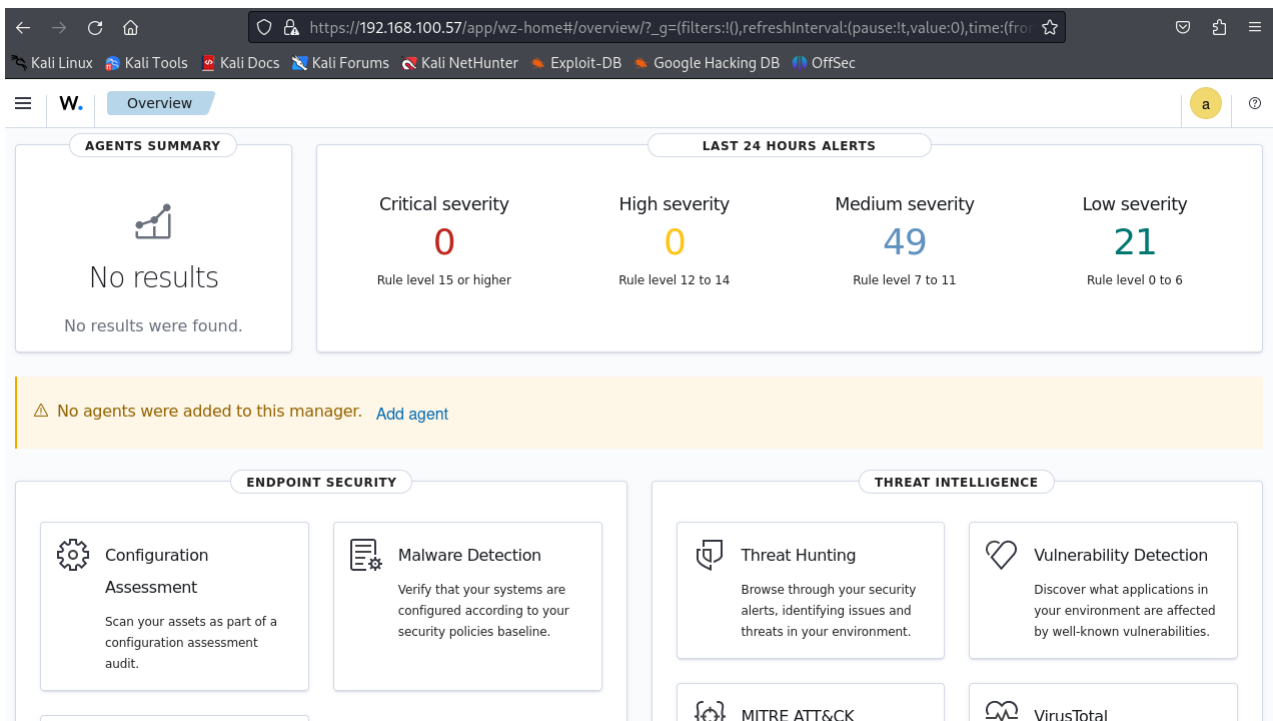 https://192.168.100.57/app/wz-home#/overview/?_g=(filters:!(),refreshInterval:(pause:!t,value:0),time:(fro
Kali Linux Kali Tools Kali Docs Kali Forums Kali NetHunter Exploit-DB Google Hacking DB OffSec
W. Overview a
AGENTS SUMMARY
No results
No results were found.
LAST 24 HOURS ALERTS
Critical severity High severity Medium severity Low severity
0 0 49 21
Rule level 15 or higher Rule level 12 to 14 Rule level 7 to 11 Rule level 0 to 6
No agents were added to this manager. Add agent
ENDPOINT SECURITY
Configuration
Assessment
Scan your assets as part of a
configuration assessment
audit.
Malware Detection
Verify that your systems are
configured according to your
security policies baseline.
THREAT INTELLIGENCE
Threat Hunting
Browse through your security
alerts, identifying issues and
threats in your environment.
Vulnerability Detection
Discover what applications in
your environment are affected
by well-known vulnerabilities.
MITRE ATT&CK
VirusTotal